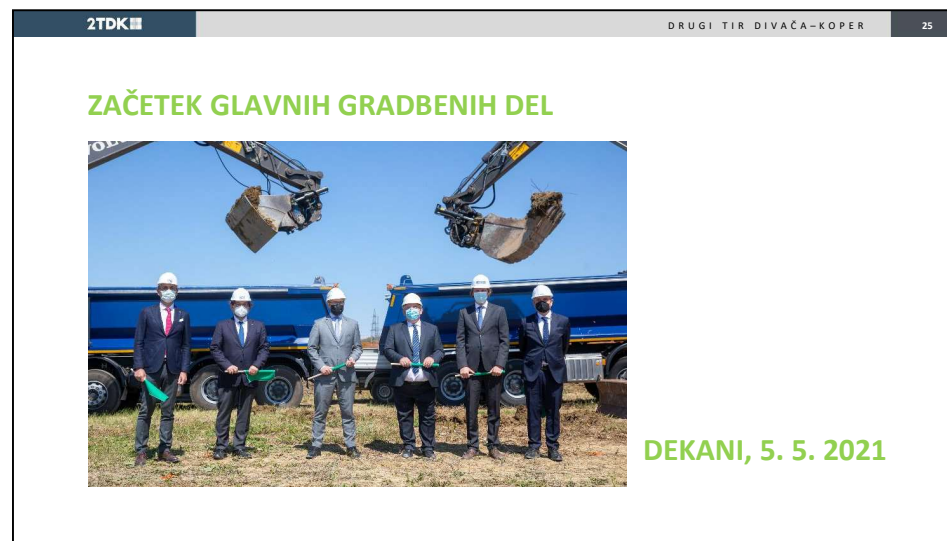 2TDK
DRUGI TIR DIVAČA–KOPER
25
ZAČETEK GLAVNIH GRADBENIH DEL
DEKANI, 5. 5. 2021